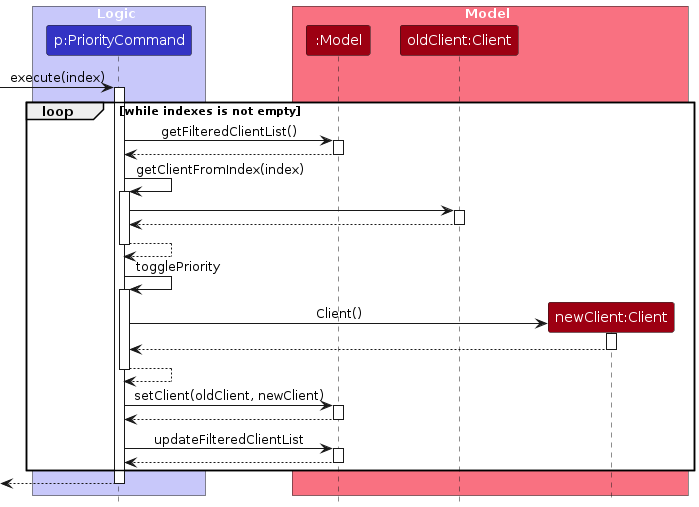 Logic
Model
p:PriorityCommand
:Model
oldClient:Client
execute(index)
loop
[while indexes is not empty]
getFilteredClientList()
getClientFromIndex(index)
togglePriority
Client()
newClient:Client
setClient(oldClient, newClient)
updateFilteredClientList